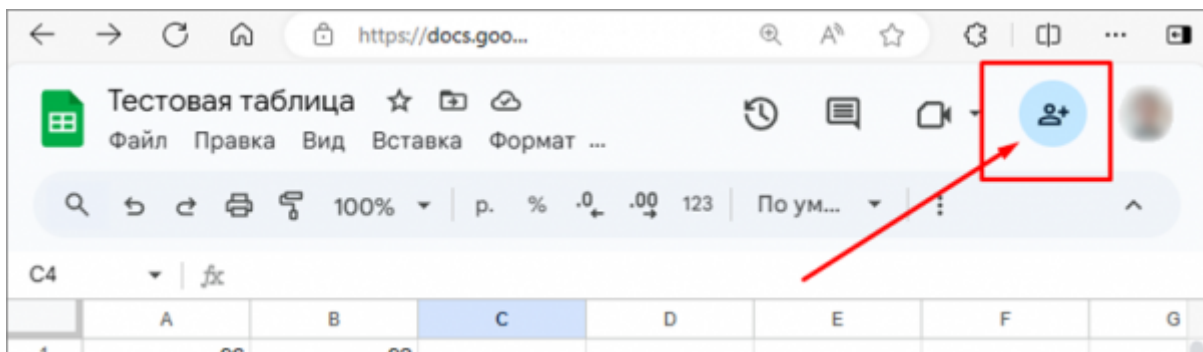 https://docs.goo...
Тестовая таблица
Файл Правка Вид Вставка Формат ...
100% р. % .0 .00 123 По ум...
C4 fx
A B C D E F G